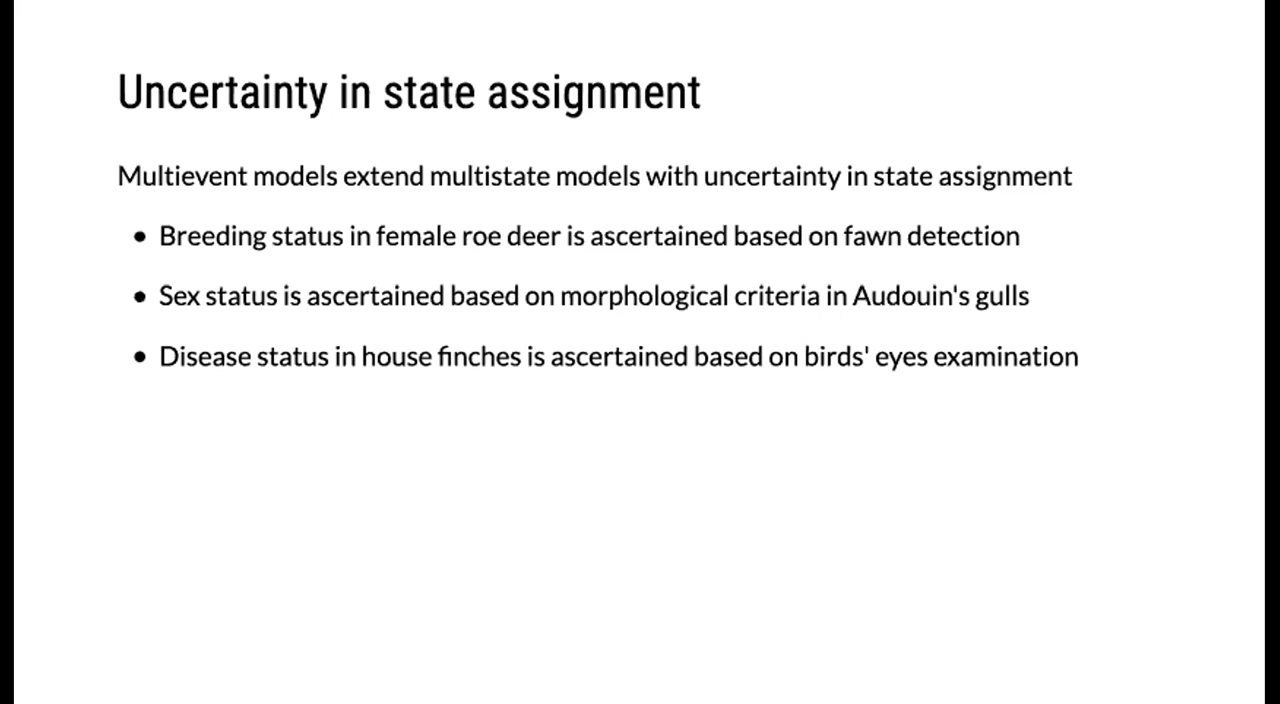 Uncertainty in state assignment
Multievent models extend multistate models with uncertainty in state assignment
• Breeding status in female roe deer is ascertained based on fawn detection
• Sex status is ascertained based on morphological criteria in Audouin's gulls
• Disease status in house finches is ascertained based on birds' eyes examination